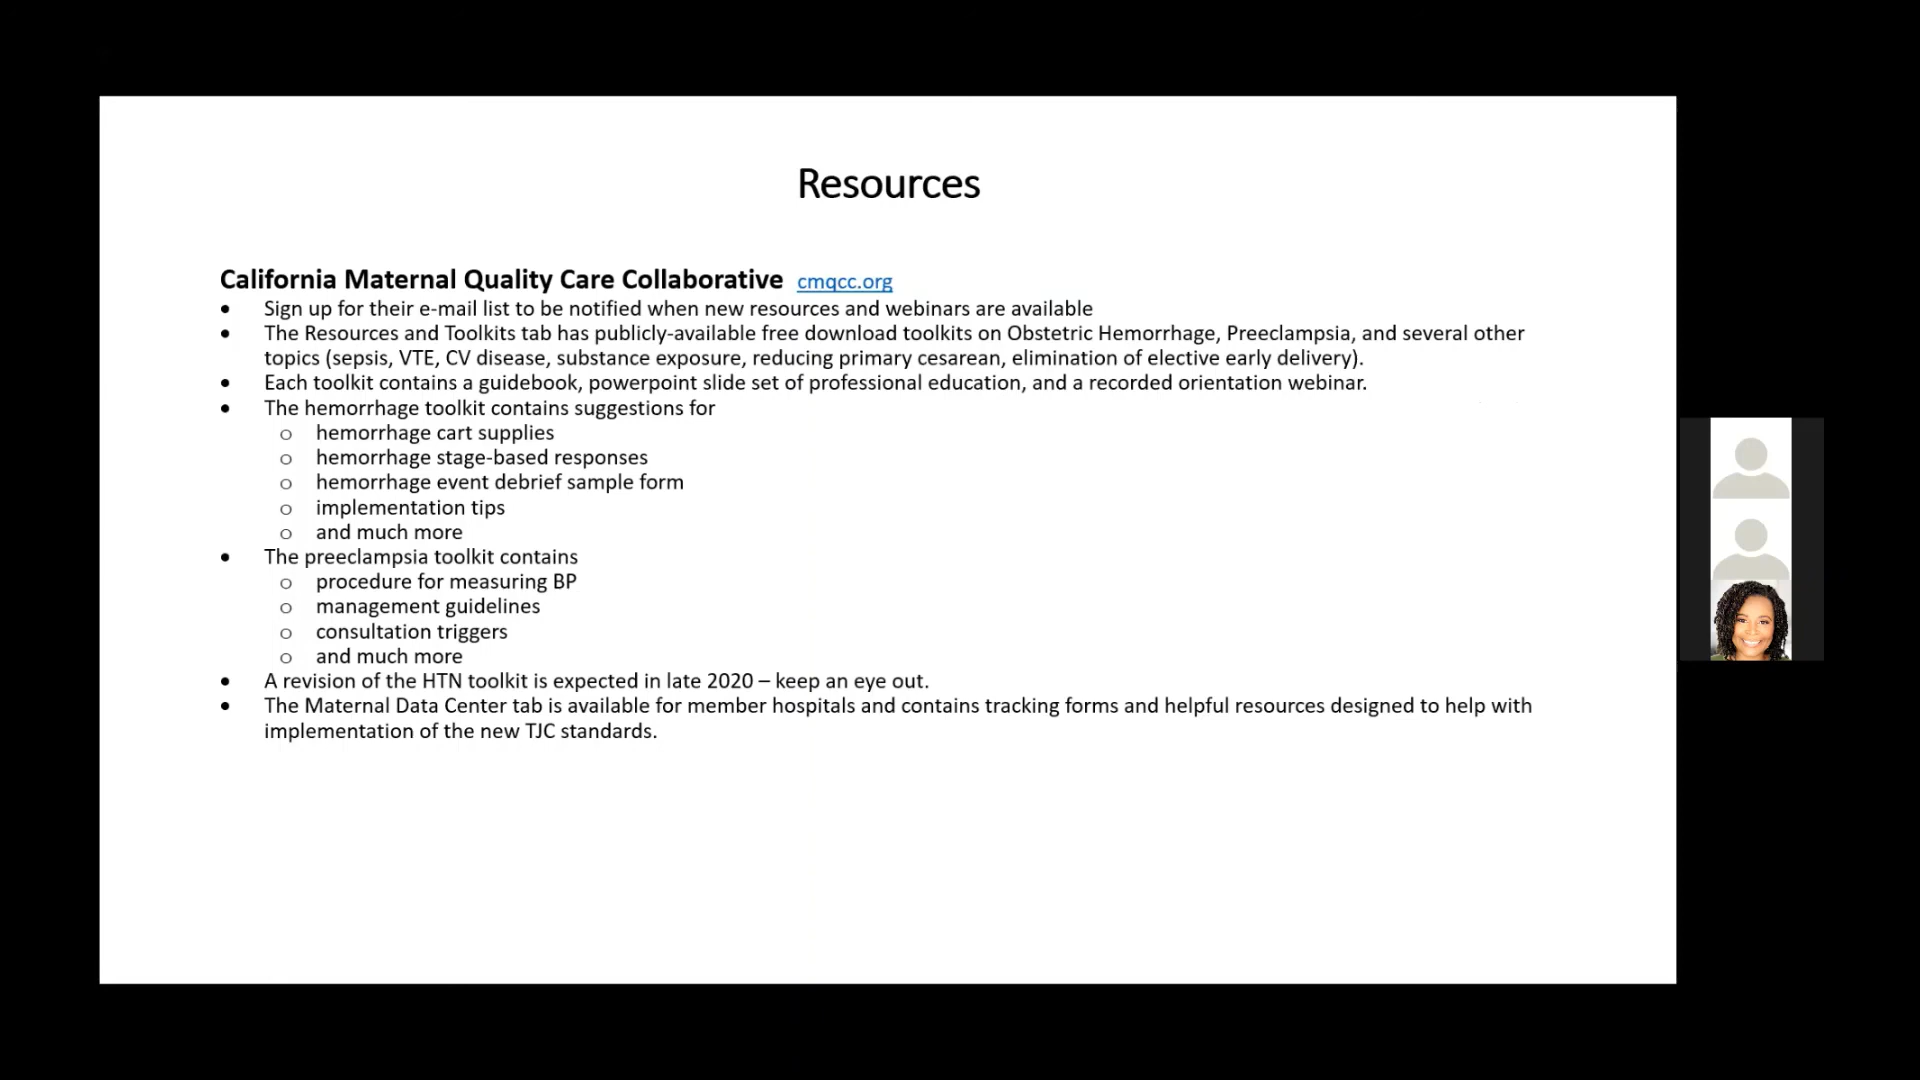 Resources
California Maternal Quality Care Collaborative cmqcc.org
• Sign up for their e-mail list to be notified when new resources and webinars are available
• The Resources and Toolkits tab has publicly-available free download toolkits on Obstetric Hemorrhage, Preeclampsia, and several other
topics (sepsis, VTE, CV disease, substance exposure, reducing primary cesarean, elimination of elective early delivery).
• Each toolkit contains a guidebook, powerpoint slide set of professional education, and a recorded orientation webinar.
• The hemorrhage toolkit contains suggestions for
o hemorrhage cart supplies
o hemorrhage stage-based responses
o hemorrhage event debrief sample form
o implementation tips
o and much more
• The preeclampsia toolkit contains
o procedure for measuring BP
o management guidelines
o consultation triggers
o and much more
• A revision of the HTN toolkit is expected in late 2020 – keep an eye out.
• The Maternal Data Center tab is available for member hospitals and contains tracking forms and helpful resources designed to help with
implementation of the new TJC standards.